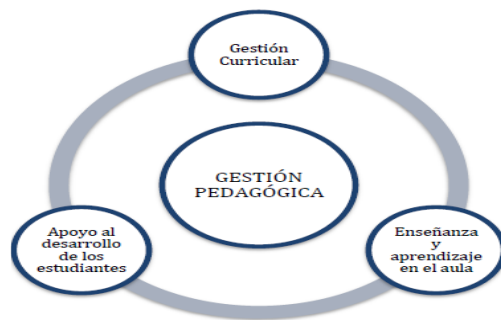 Gestión
Curricular
GESTIÓN
PEDAGÓGICA
Apoyo al
desarrollo
de los
estudiantes
Enseñanza
y
aprendizaje
en el aula